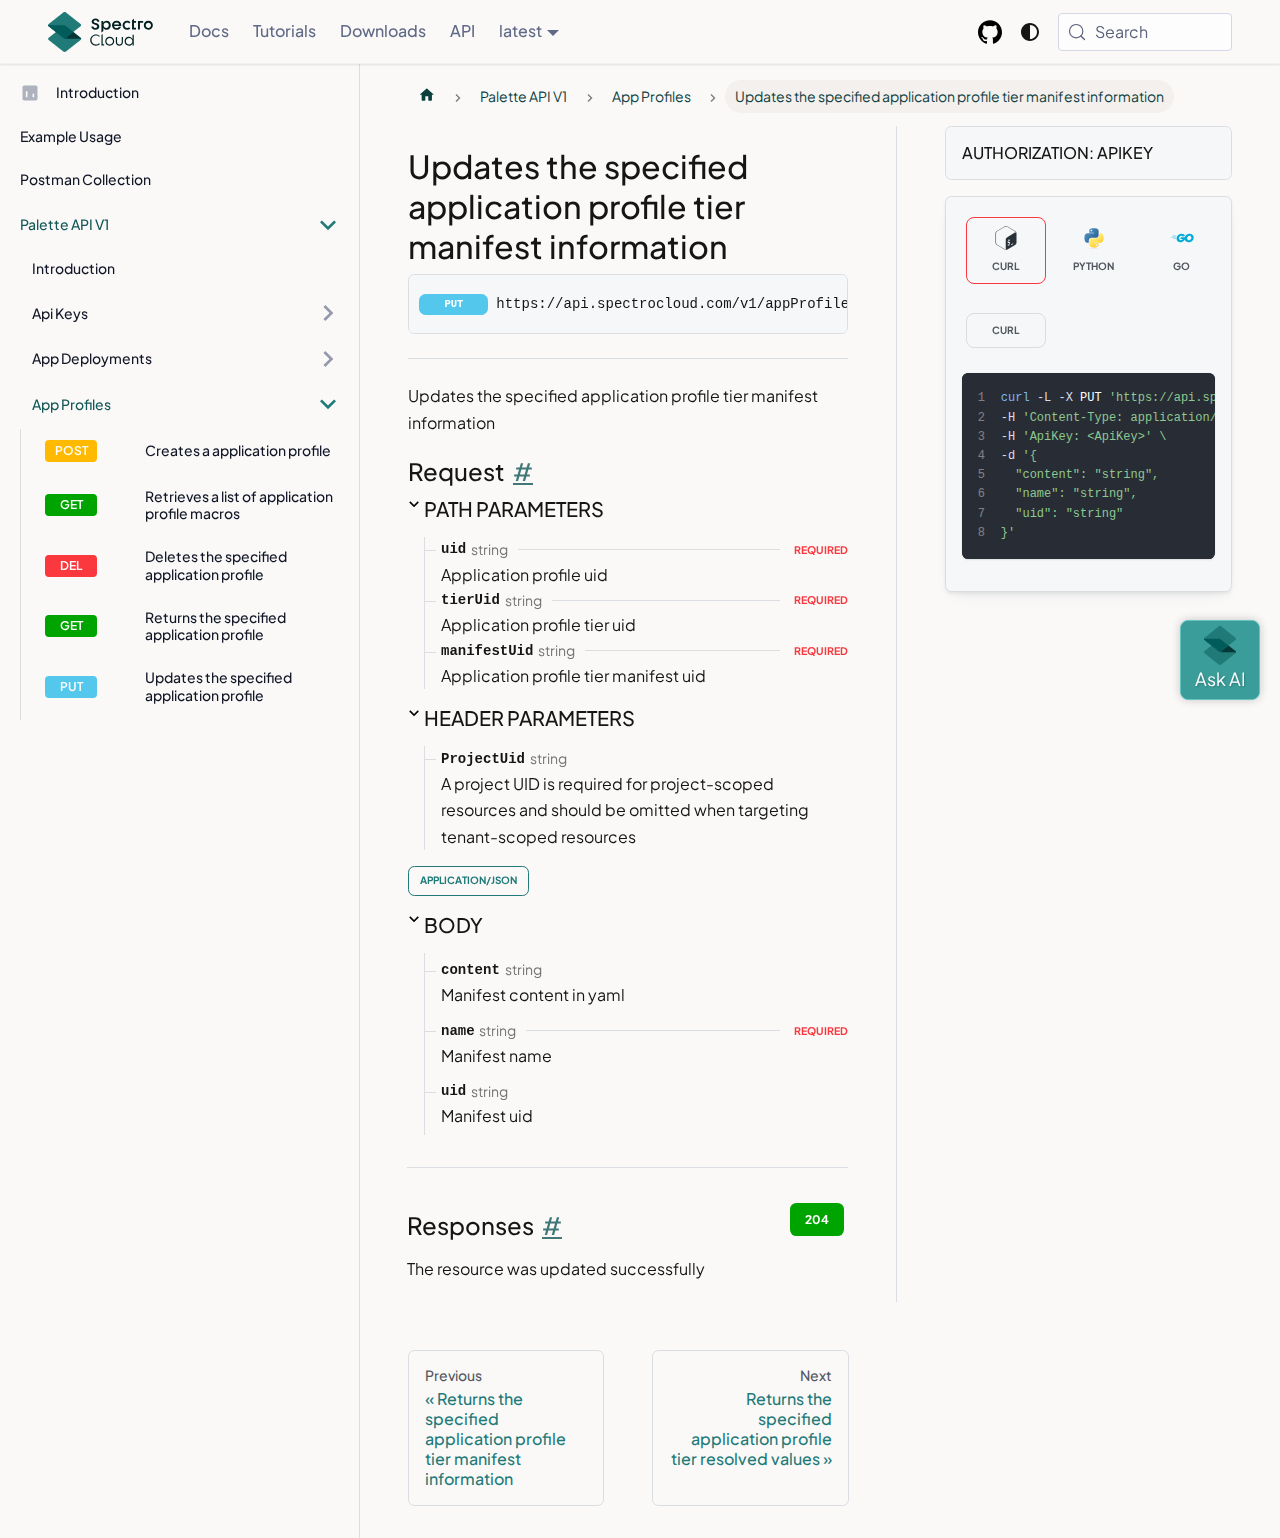 Spectro
Cloud
Docs
Tutorials
Downloads
API
latest
Search
Introduction
Example Usage
Postman Collection
Palette API V1
Introduction
Api Keys
App Deployments
App Profiles
POST Creates a application profile
GET Retrieves a list of application
profile macros
DEL Deletes the specified
application profile
GET Returns the specified
application profile
PUT Updates the specified
application profile
Palette API V1
App Profiles
Updates the specified application profile tier manifest information
Updates the specified
application profile tier
manifest information
PUT https://api.spectrocloud.com/v1/appProfile
Updates the specified application profile tier manifest
information
Request #
PATH PARAMETERS
uid string REQUIRED
Application profile uid
tierUid string REQUIRED
Application profile tier uid
manifestUid string REQUIRED
Application profile tier manifest uid
HEADER PARAMETERS
ProjectUid string
A project UID is required for project-scoped
resources and should be omitted when targeting
tenant-scoped resources
APPLICATION/JSON
BODY
content string
Manifest content in yaml
name string REQUIRED
Manifest name
uid string
Manifest uid
Responses #
204
The resource was updated successfully
Previous
« Returns the
specified
application profile
tier manifest
information
Next
Returns the
specified
application profile
tier resolved values »
AUTHORIZATION: APIKEY
CURL
PYTHON
GO
GO
CURL
1 curl -L -X PUT 'https://api.sp
2 -H 'Content-Type: application/
3 -H 'ApiKey: <ApiKey>' \
4 -d '{
5 "content": "string",
6 "name": "string",
7 "uid": "string"
8 }'
Ask AI